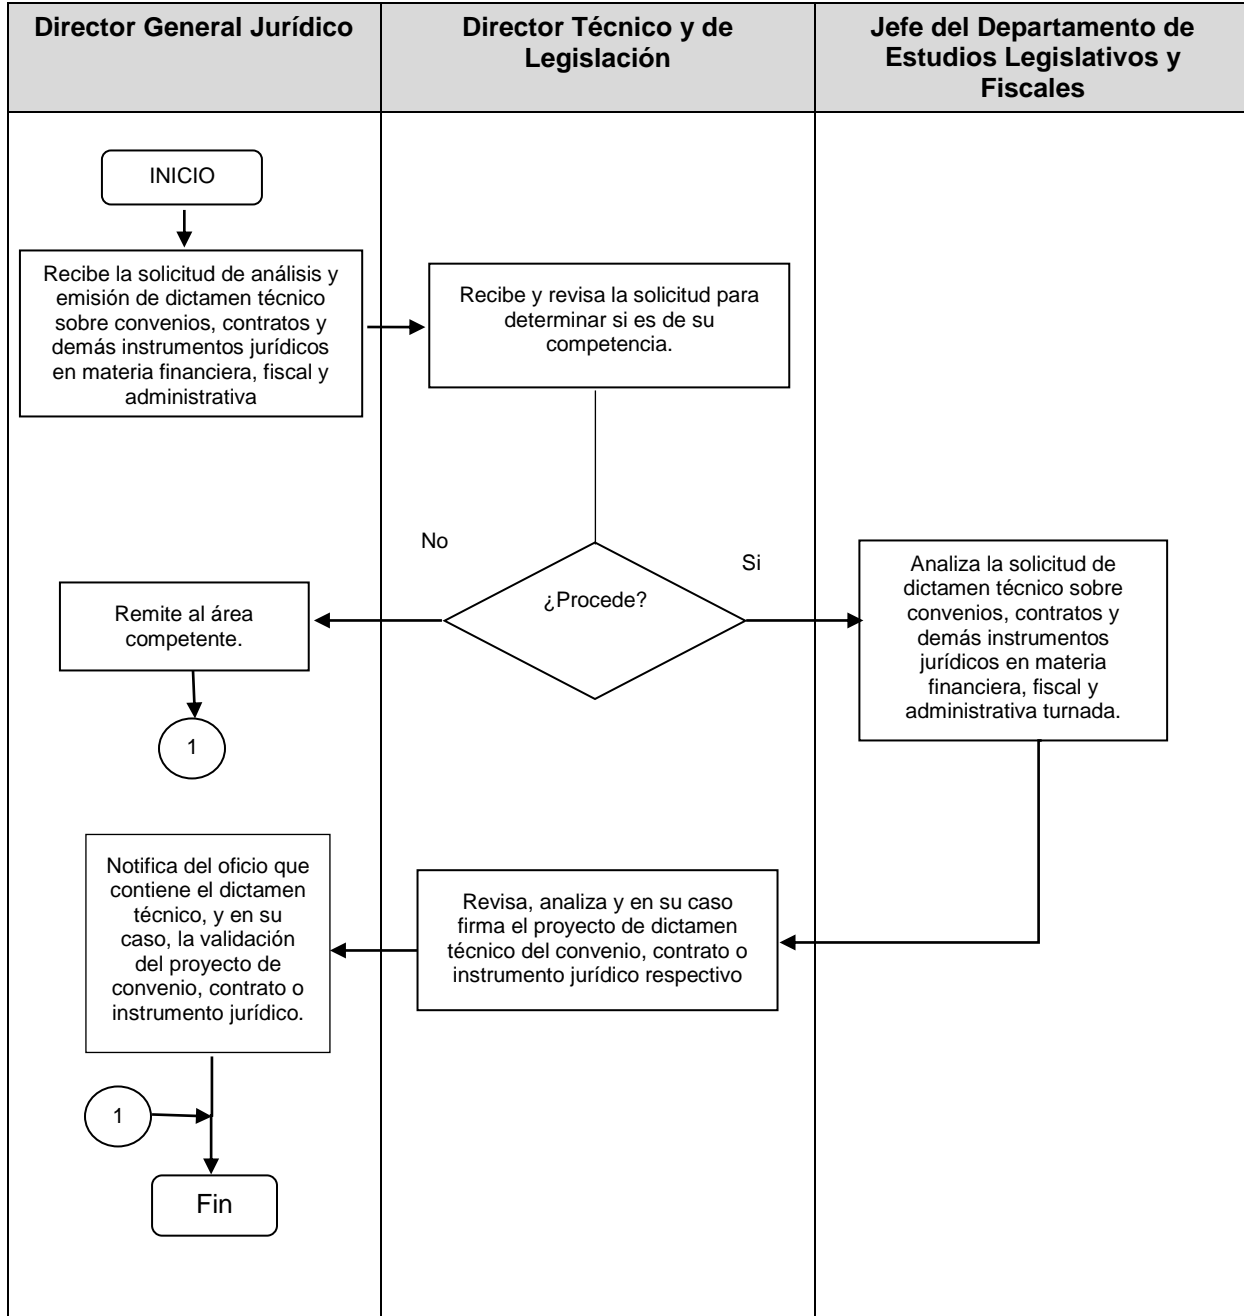 Director General Jurídico
Director Técnico y de
Legislación
Jefe del Departamento de
Estudios Legislativos y
Fiscales
INICIO
Recibe la solicitud de análisis y
emisión de dictamen técnico
sobre convenios, contratos y
demás instrumentos jurídicos
en materia financiera, fiscal y
administrativa
Recibe y revisa la solicitud para
determinar si es de su
competencia.
No
¿Procede?
Si
Remite al área
competente.
1
Analiza la solicitud de
dictamen técnico sobre
convenios, contratos y
demás instrumentos
jurídicos en materia
financiera, fiscal y
administrativa turnada.
Notifica del oficio que
contiene el dictamen
técnico, y en su
caso, la validación
del proyecto de
convenio, contrato o
instrumento jurídico.
Revisa, analiza y en su caso
firma el proyecto de dictamen
técnico del convenio, contrato o
instrumento jurídico respectivo
1
Fin